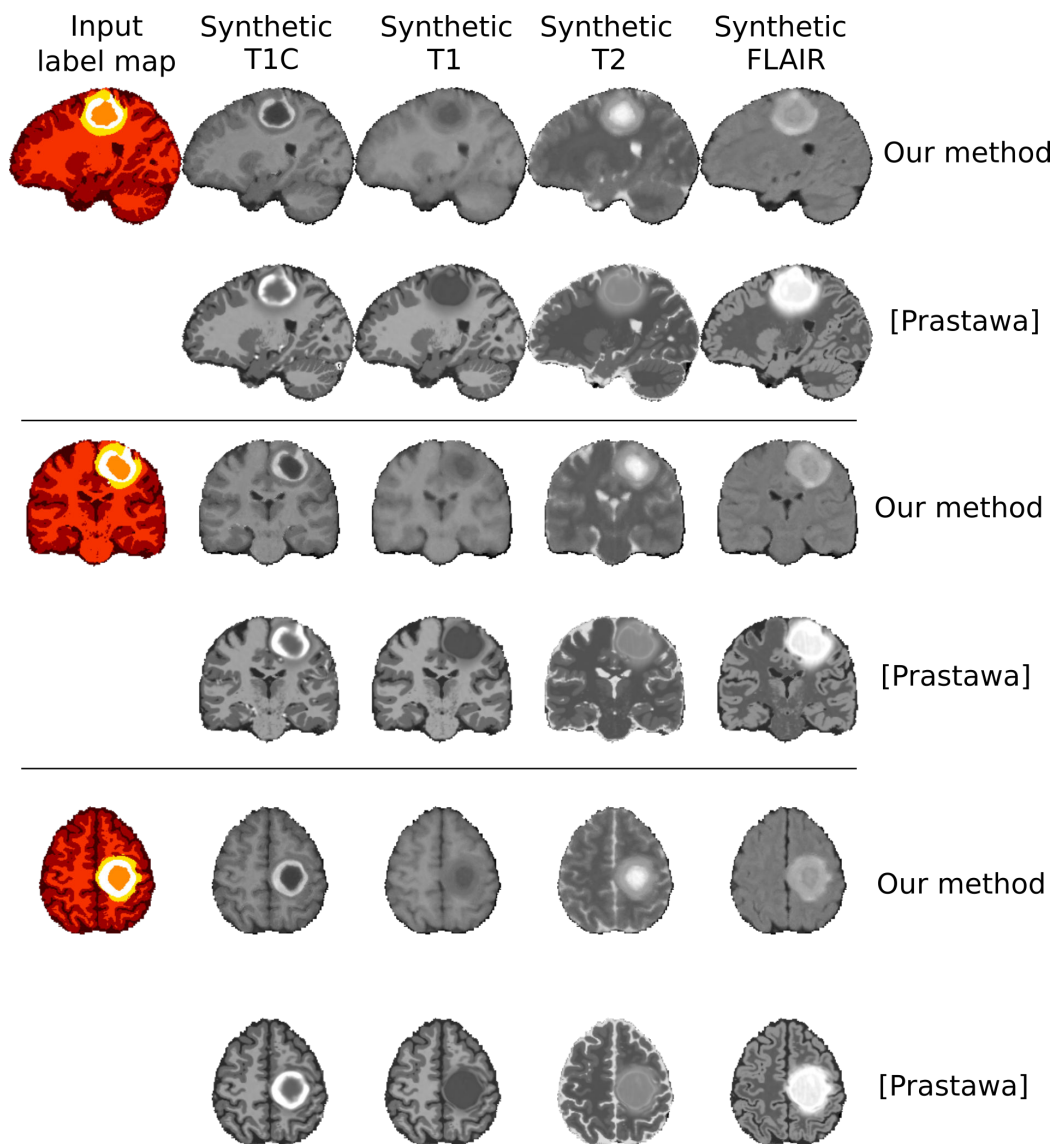 Input
label map
Synthetic
T1C
Synthetic
T1
Synthetic
T2
Synthetic
FLAIR
Our method
[Prastawa]
Our method
[Prastawa]
Our method
[Prastawa]